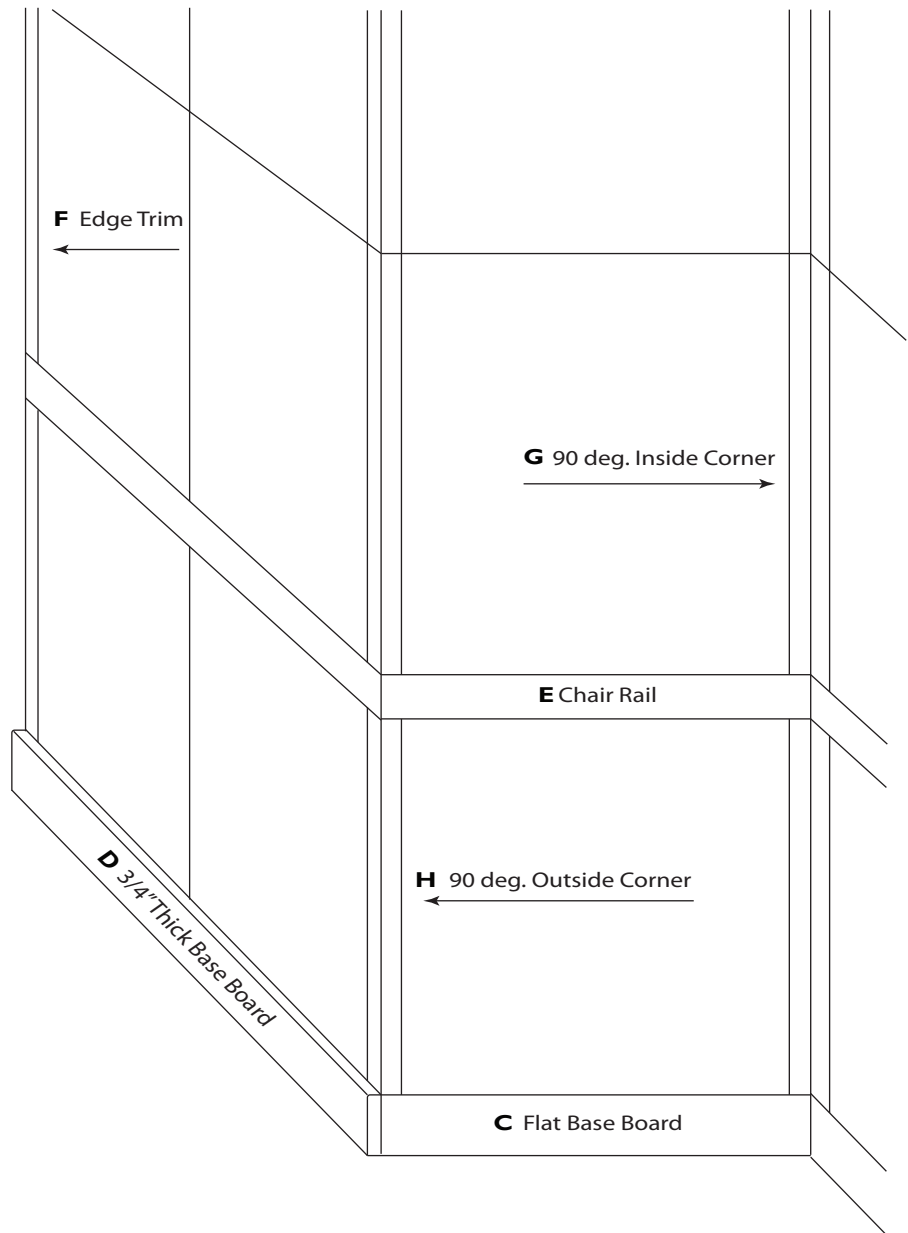 F Edge Trim
G 90 deg. Inside Corner
E Chair Rail
D 3/4" Thick Base Board
H 90 deg. Outside Corner
C Flat Base Board